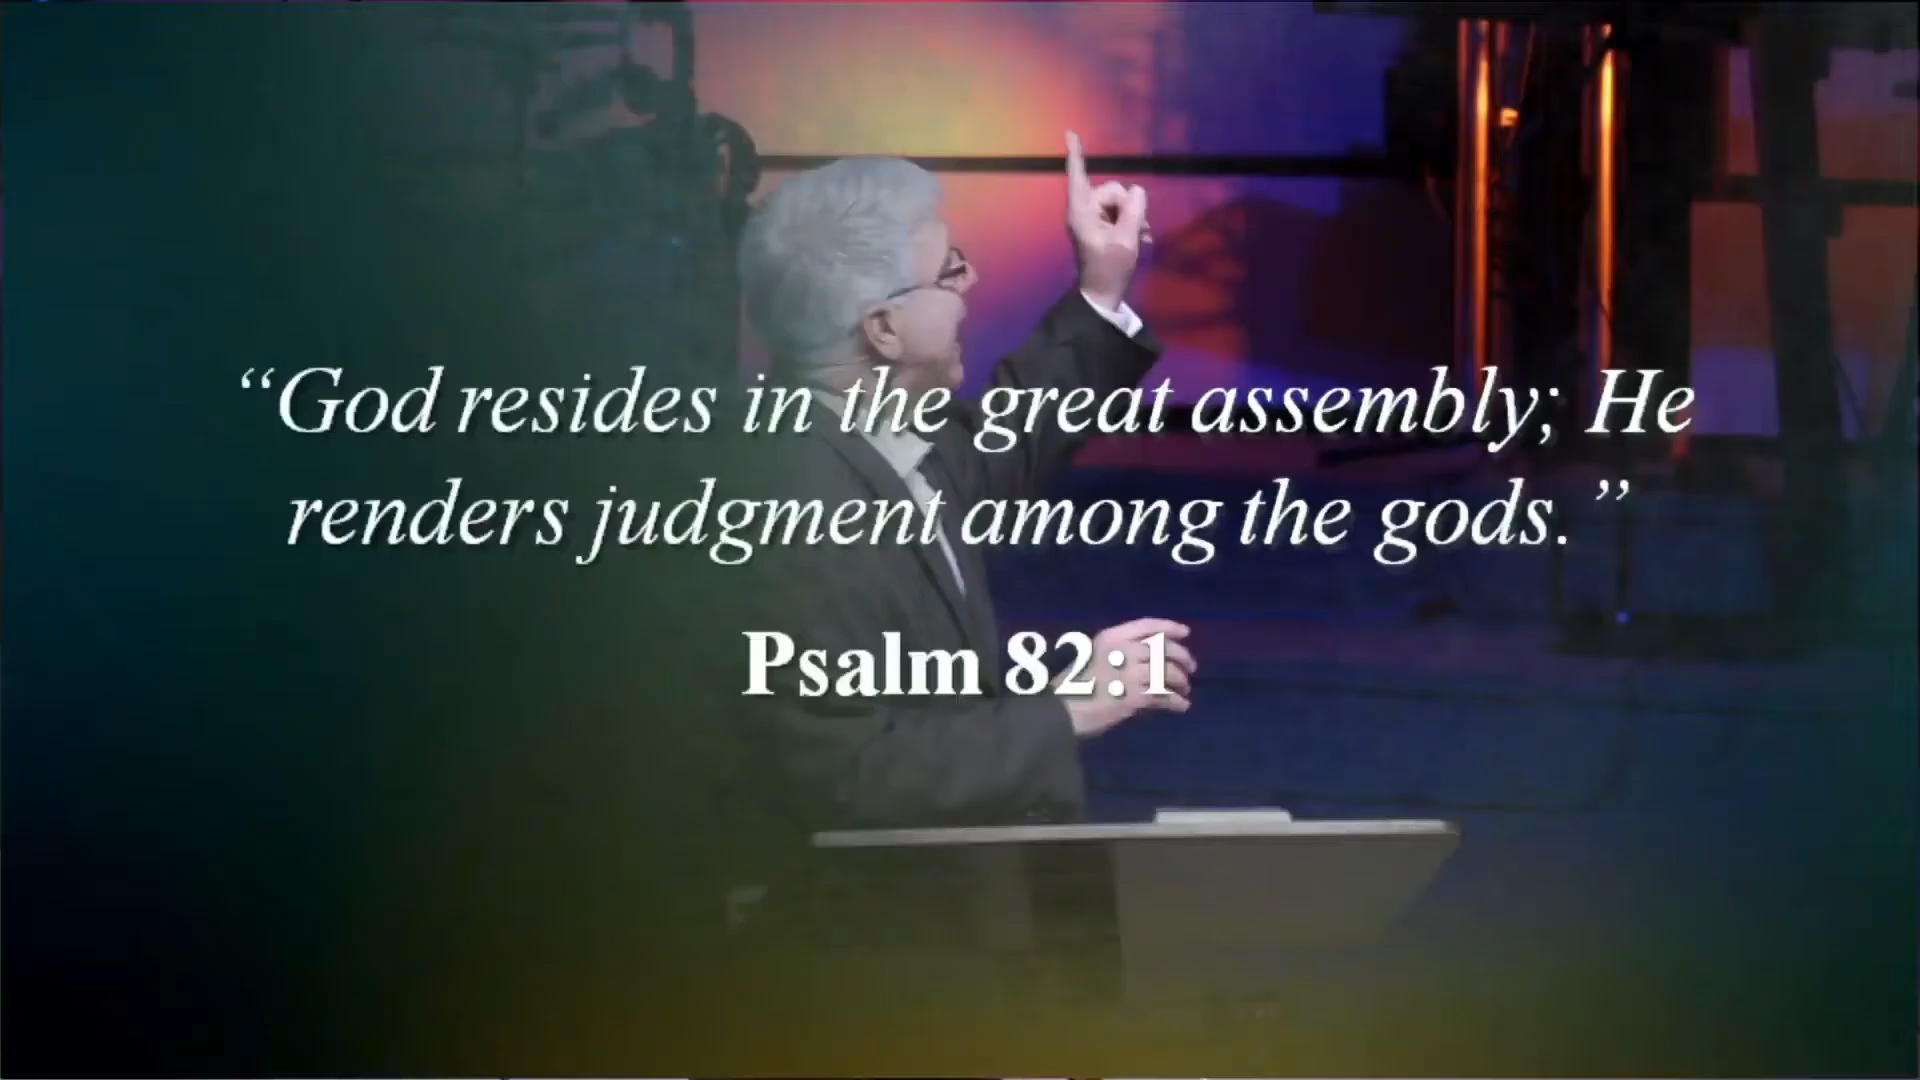 “God resides in the great assembly; He
renders judgment among the gods.”
Psalm 82:1